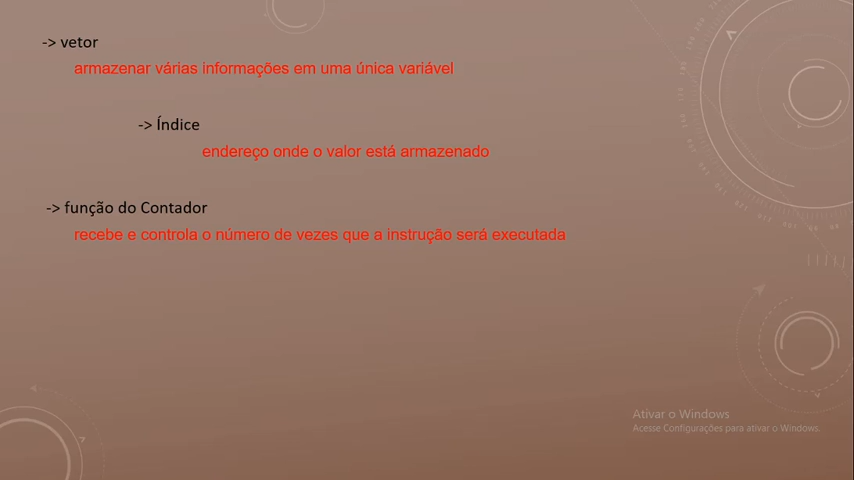 -> vetor
armazenar várias informações em uma única variável
-> Índice
endereço onde o valor está armazenado
-> função do Contador
recebe e controla o número de vezes que a instrução será executada
Ativar o Windows
Acesse Configurações para ativar o Windows.